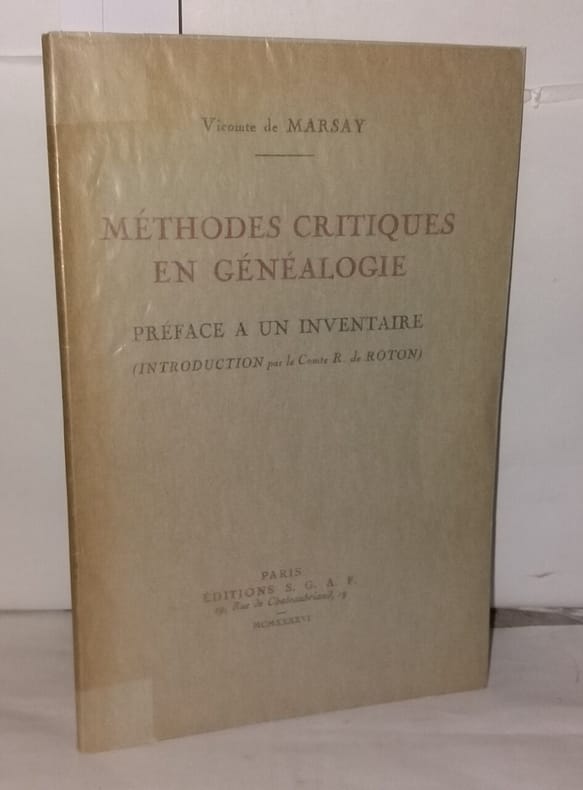 Vicomte de MARSAY
MÉTHODES CRITIQUES
EN GÉNÉALOGIE
PRÉFACE A UN INVENTAIRE
(INTRODUCTION par le Comte R. de ROTON)
PARIS
ÉDITIONS S. G. A. F.
19, Rue de Chateaubriand, 19
MCMXXXXVI